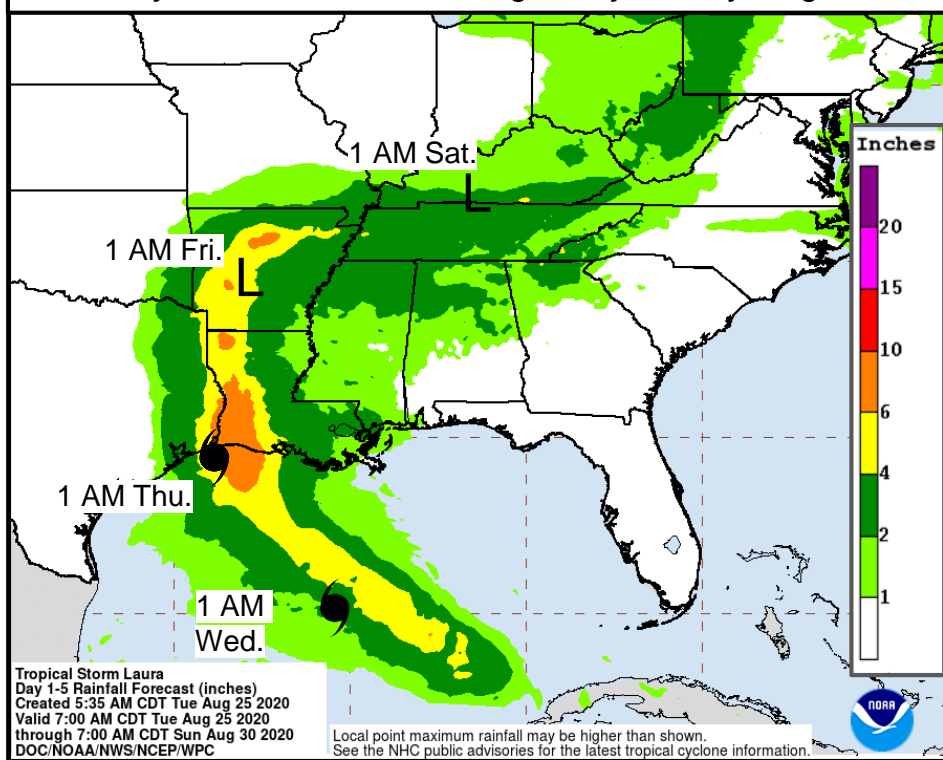 1 AM Sat.
L
1 AM Fri.
L
1 AM Thu.
1 AM
Wed.
Inches
20
15
10
6
4
2
1
Tropical Storm Laura
Day 1-5 Rainfall Forecast (inches)
Created 5:35 AM CDT Tue Aug 25 2020
Valid 7:00 AM CDT Tue Aug 25 2020
through 7:00 AM CDT Sun Aug 30 2020
DOC/NOAA/NWS/NCEP/WPC
Local point maximum rainfall may be higher than shown.
See the NHC public advisories for the latest tropical cyclone information.
NOAA